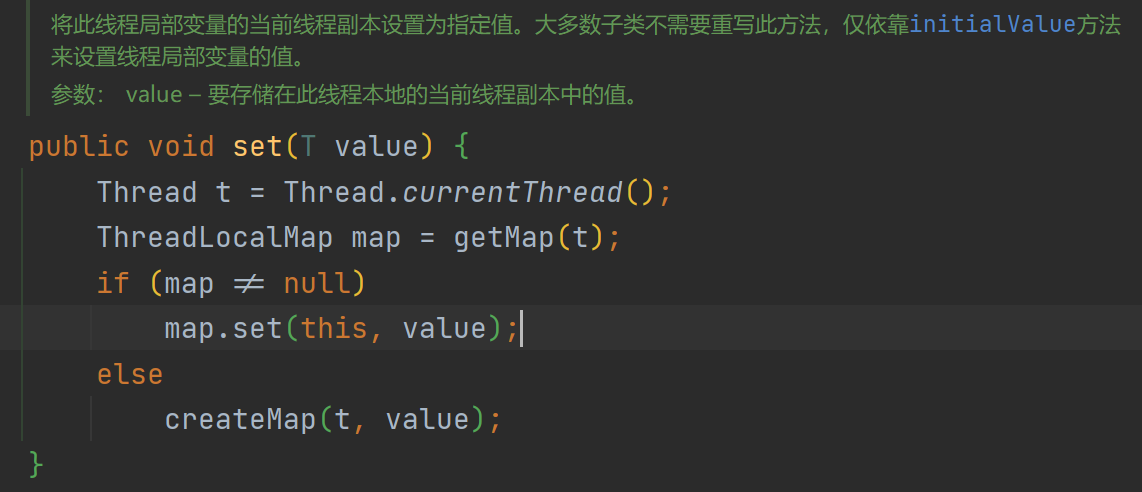 将此线程局部变量的当前线程副本设置为指定值。大多数子类不需要重写此方法，仅依靠initialValue方法
来设置线程局部变量的值。
参数： value – 要存储在此线程本地的当前线程副本中的值。
public void set(T value) {
    Thread t = Thread.currentThread();
    ThreadLocalMap map = getMap(t);
    if (map ≠ null)
        map.set(this, value);
    else
        createMap(t, value);
}